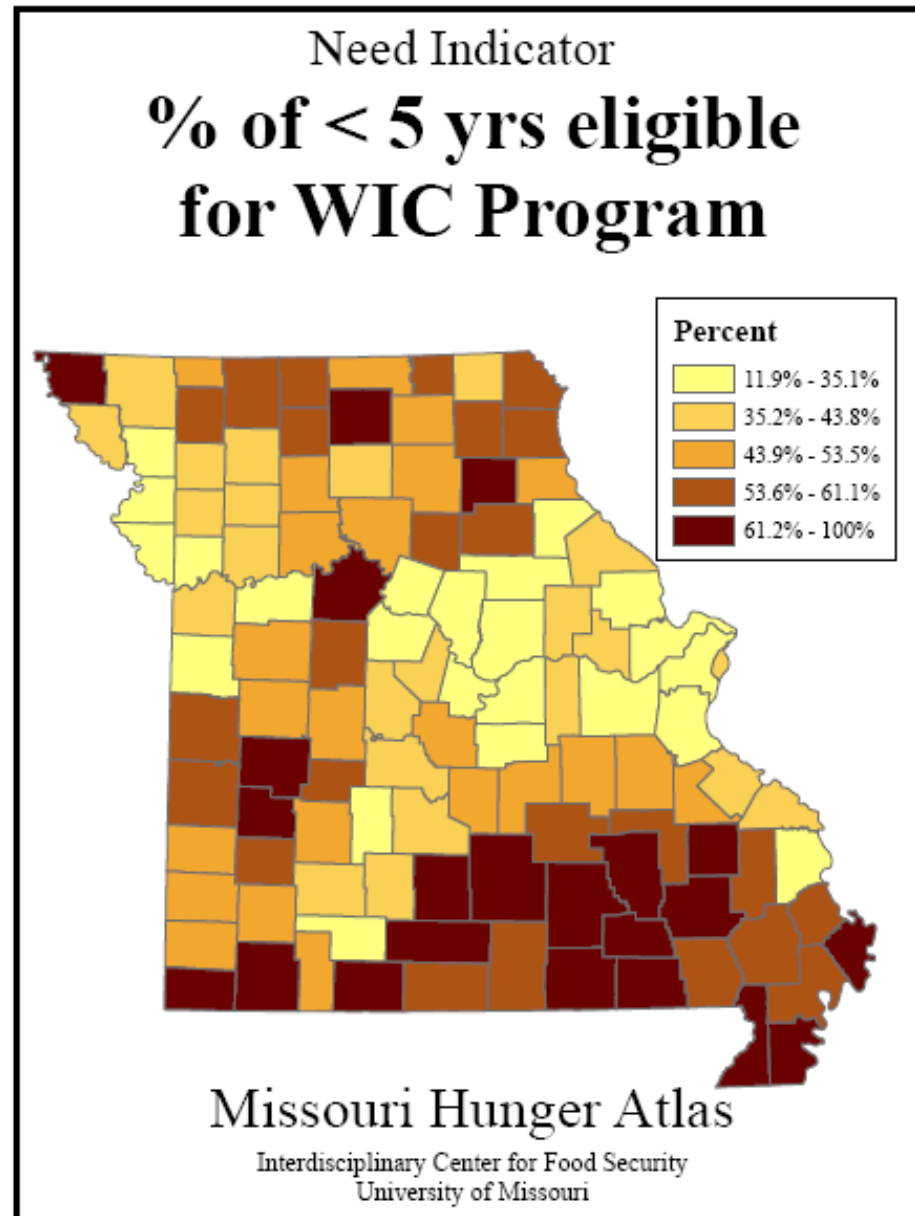 Need Indicator
% of < 5 yrs eligible
for WIC Program
Percent
11.9% - 35.1%
35.2% - 43.8%
43.9% - 53.5%
53.6% - 61.1%
61.2% - 100%
Missouri Hunger Atlas
Interdisciplinary Center for Food Security
University of Missouri